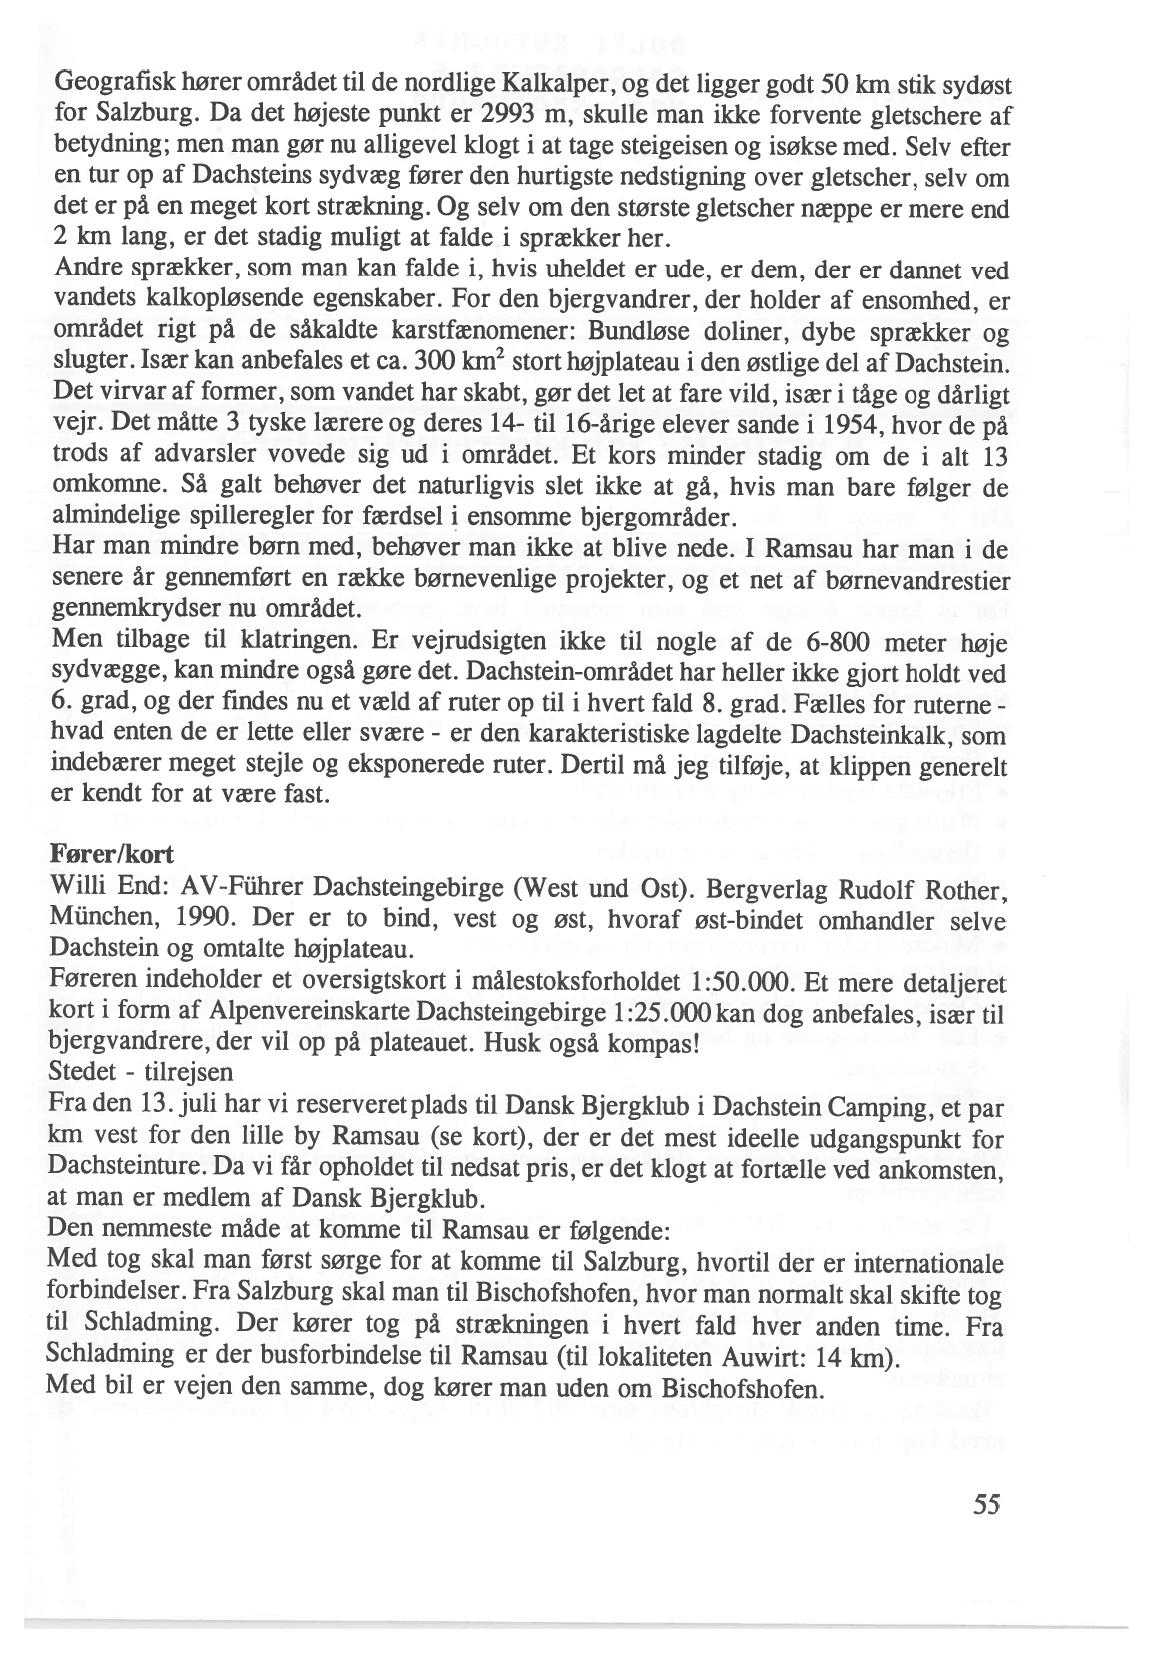 Geografisk hører området til de nordlige Kalkalper, og det ligger godt 50 km stik sydøst
for Salzburg. Da det højeste punkt er 2993 m, skulle man ikke forvente gletschere af
betydning; men man gør nu alligevel klogt i at tage steigeisen og isøkse med. Selv efter
en tur op af Dachsteins sydvæg fører den hurtigste nedstigning over gletscher, selv om
det er på en meget kort strækning. Og selv om den største gletscher næppe er mere end
2 km lang, er det stadig muligt at falde i sprækker her.
Andre sprækker, som man kan falde i, hvis uheldet er ude, er dem, der er dannet ved
vandets kalkopløsende egenskaber. For den bjergvandrer, der holder af ensomhed, er
området rigt på de såkaldte karstfænomener: Bundløse doliner, dybe sprækker og
slugter. Især kan anbefales et ca. 300 km² stort højplateau i den østlige del af Dachstein.
Det virvar af former, som vandet har skabt, gør det let at fare vild, især i tåge og dårligt
vejr. Det måtte 3 tyske lærere og deres 14- til 16-årige elever sande i 1954, hvor de på
trods af advarsler vovede sig ud i området. Et kors minder stadig om de i alt 13
omkomne. Så galt behøver det naturligvis slet ikke at gå, hvis man bare følger de
almindelige spilleregler for færdsel i ensomme bjergområder.
Har man mindre børn med, behøver man ikke at blive nede. I Ramsau har man i de
senere år gennemført en række børnevenlige projekter, og et net af børnevandrestier
gennemkrydser nu området.
Men tilbage til klatringen. Er vejrudsigten ikke til nogle af de 6-800 meter høje
sydvægge, kan mindre også gøre det. Dachstein-området har heller ikke gjort holdt ved
6. grad, og der findes nu et væld af ruter op til i hvert fald 8. grad. Fælles for ruterne -
hvad enten de er lette eller svære - er den karakteristiske lagdelte Dachsteinkalk, som
indebærer meget stejle og eksponerede ruter. Dertil må jeg tilføje, at klippen generelt
er kendt for at være fast.
Fører/kort
Willi End: AV-Führer Dachsteingebirge (West und Ost). Bergverlag Rudolf Rother,
München, 1990. Der er to bind, vest og øst, hvoraf øst-bindet omhandler selve
Dachstein og omtalte højplateau.
Føreren indeholder et oversigtskort i målestoksforholdet 1:50.000. Et mere detaljeret
kort i form af Alpenvereinskarte Dachsteingebirge 1:25.000 kan dog anbefales, især til
bjergvandrere, der vil op på plateauet. Husk også kompas!
Stedet - tilrejsen
Fra den 13. juli har vi reserveret plads til Dansk Bjergklub i Dachstein Camping, et par
km vest for den lille by Ramsau (se kort), der er det mest ideelle udgangspunkt for
Dachsteinture. Da vi får opholdet til nedsat pris, er det klogt at fortælle ved ankomsten,
at man er medlem af Dansk Bjergklub.
Den nemmeste måde at komme til Ramsau er følgende:
Med tog skal man først sørge for at komme til Salzburg, hvortil der er internationale
forbindelser. Fra Salzburg skal man til Bischofshofen, hvor man normalt skal skifte tog
til Schladming. Der kører tog på strækningen i hvert fald hver anden time. Fra
Schladming er der busforbindelse til Ramsau (til lokaliteten Auwirt: 14 km).
Med bil er vejen den samme, dog kører man uden om Bischofshofen.
55